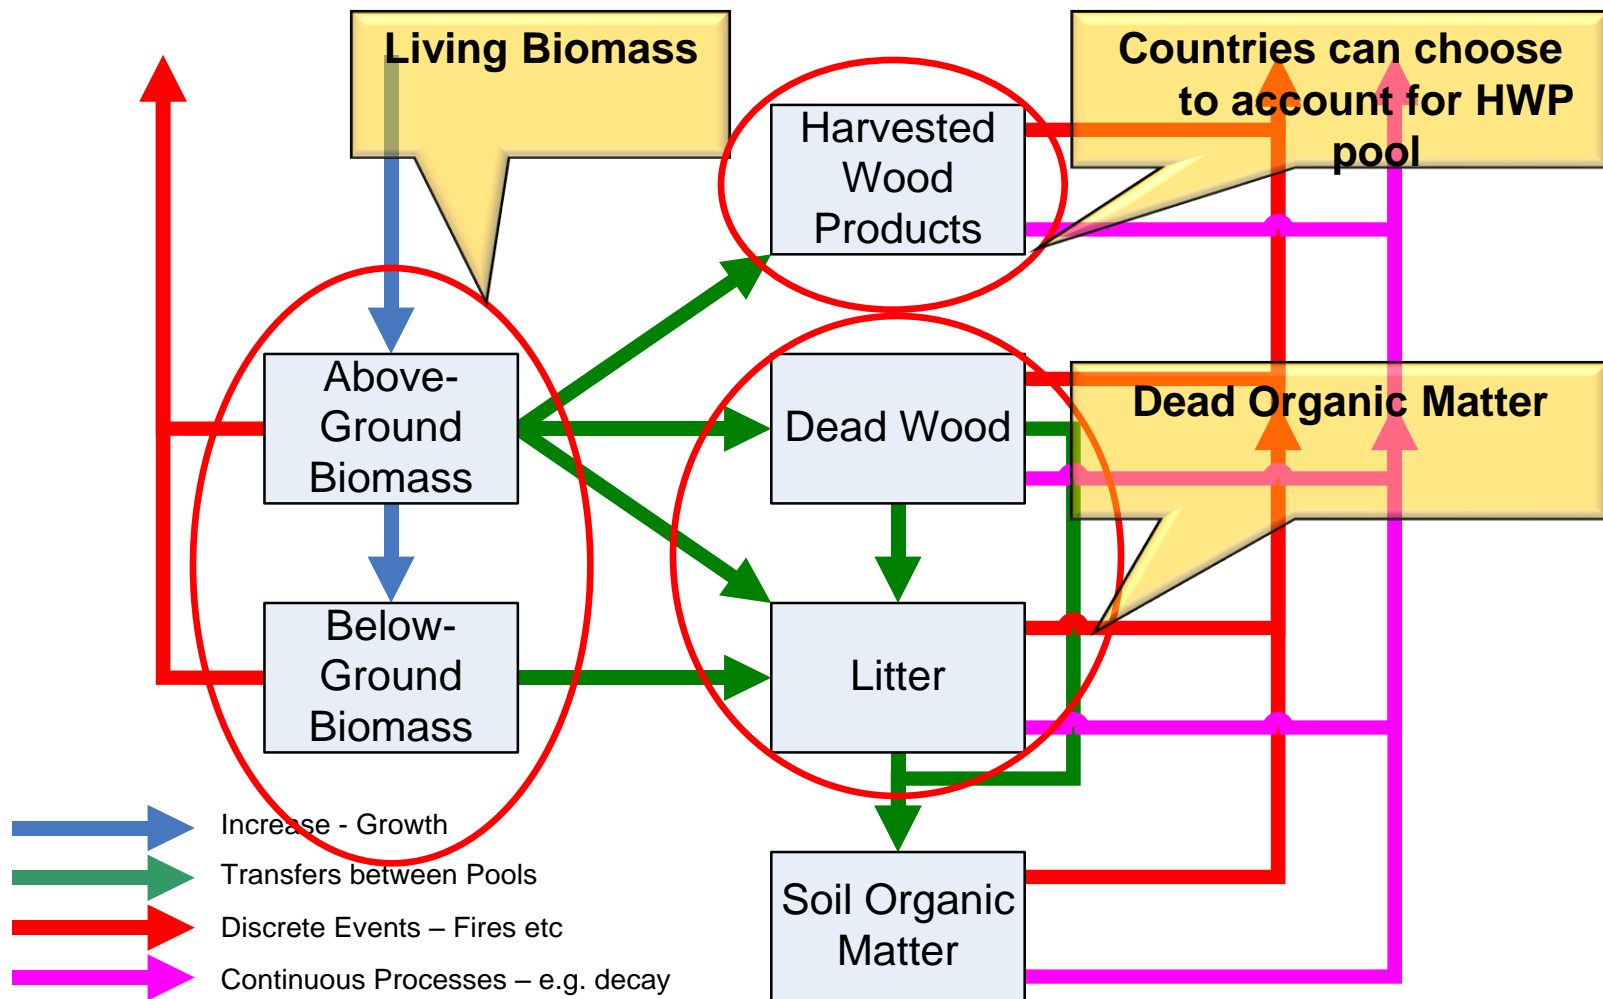 Living Biomass
Countries can choose
to account for HWP
pool
Harvested
Wood
Products
Above-
Ground
Biomass
Dead Wood
Dead Organic Matter
Below-
Ground
Biomass
Litter
Soil Organic
Matter
Increase - Growth
Transfers between Pools
Discrete Events – Fires etc
Continuous Processes – e.g. decay